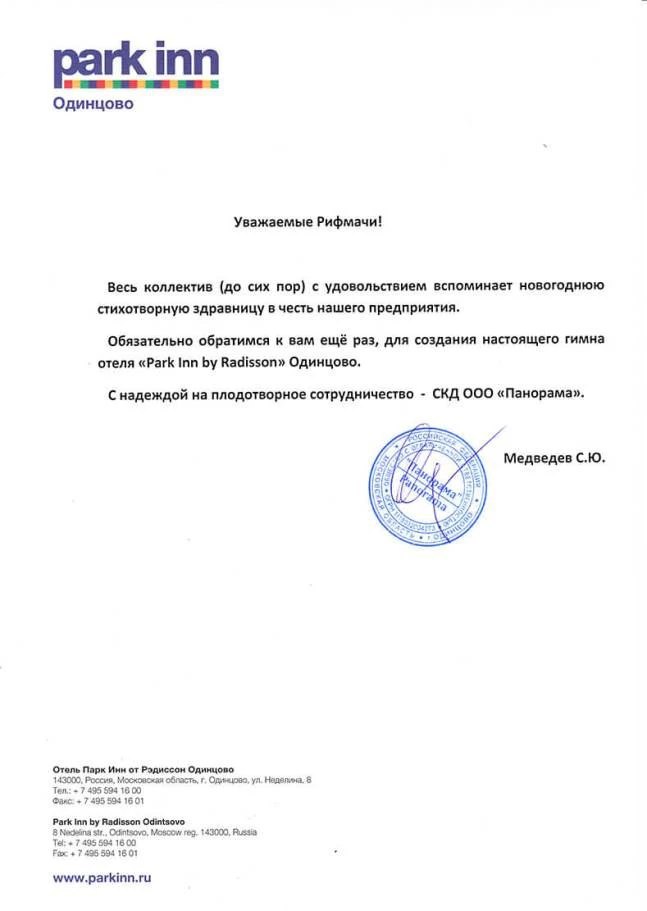 park inn
Одинцово
Уважаемые Рифмачи!
Весь коллектив (до сих пор) с удовольствием вспоминает новогоднюю
стихотворную здравницу в честь нашего предприятия.
Обязательно обратимся к вам ещё раз, для создания настоящего гимна
отеля «Park Inn by Radisson» Одинцово.
С надеждой на плодотворное сотрудничество - СКД ООО «Панорама».
Медведев С.Ю.
РОССИЙСКАЯ ФЕДЕРАЦИЯ
МОСКОВСКАЯ ОБЛАСТЬ
г. ОДИНЦОВО
"Панорама"
Panorama
Отель Парк Инн от Рэдиссон Одинцово
143000, Россия, Московская область, г. Одинцово, ул. Неделина, 8
Тел.: + 7 495 594 16 00
Факс: + 7 495 594 16 01
Park Inn by Radisson Odintsovo
8 Nedelina str., Odintsovo, Moscow reg. 143000, Russia
Tel: + 7 495 594 16 00
Fax: + 7 495 594 16 01
www.parkinn.ru